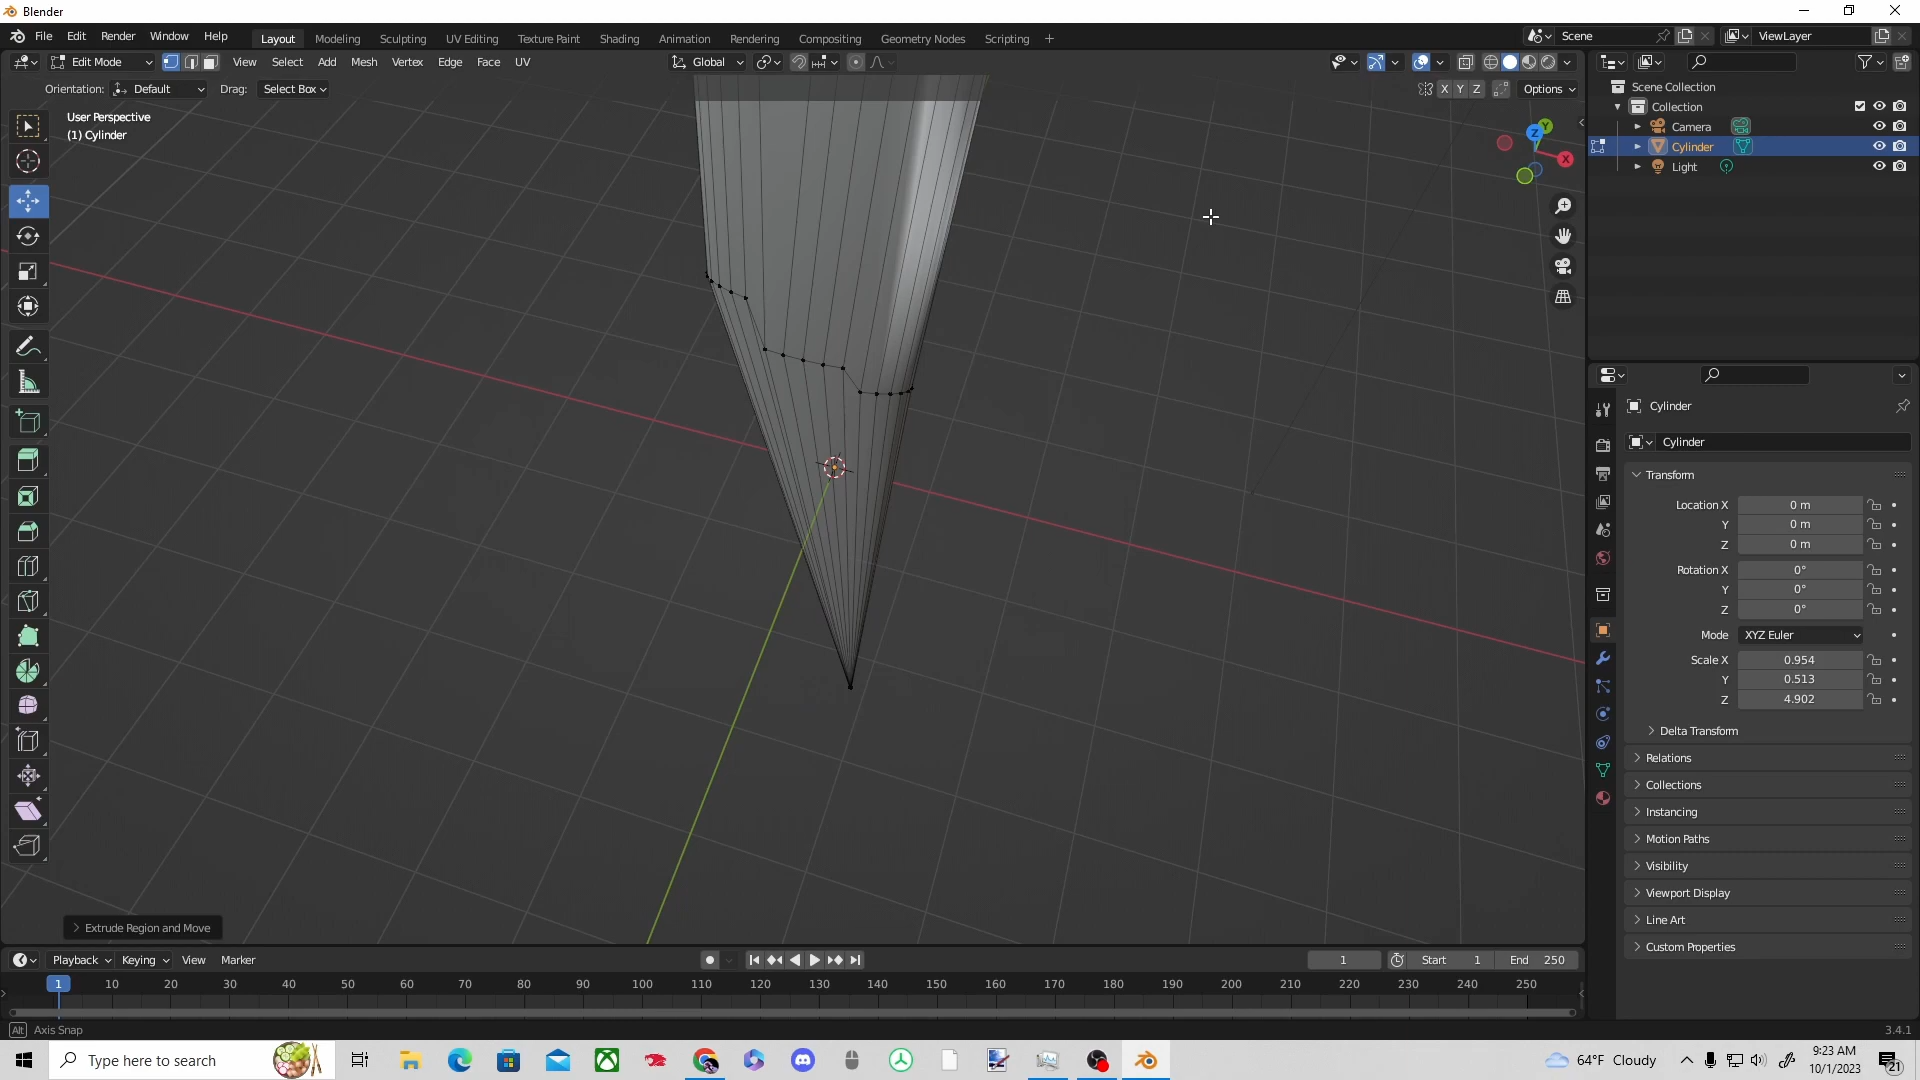 Blender
File Edit Render Window Help Layout Modeling Sculpting UV Editing Texture Paint Shading Animation Rendering Compositing Geometry Nodes Scripting + Scene ViewLayer
Edit Mode View Select Add Mesh Vertex Edge Face UV Global
Orientation: Default Drag: Select Box X Y Z Options
User Perspective
(1) Cylinder
Z Y X
Scene Collection
Collection
Camera
Cylinder
Light
Cylinder
Cylinder
Transform
Location X 0 m
Y 0 m
Z 0 m
Rotation X 0°
Y 0°
Z 0°
Mode XYZ Euler
Scale X 0.954
Y 0.513
Z 4.902
Delta Transform
Relations
Collections
Instancing
Motion Paths
Visibility
Viewport Display
Line Art
Custom Properties
Extrude Region and Move
Playback Keying View Marker 1 Start 1 End 250
1 10 20 30 40 50 60 70 80 90 100 110 120 130 140 150 160 170 180 190 200 210 220 230 240 250
Alt Axis Snap 3.4.1
Type here to search 64°F Cloudy 9:23 AM
10/1/2023 21